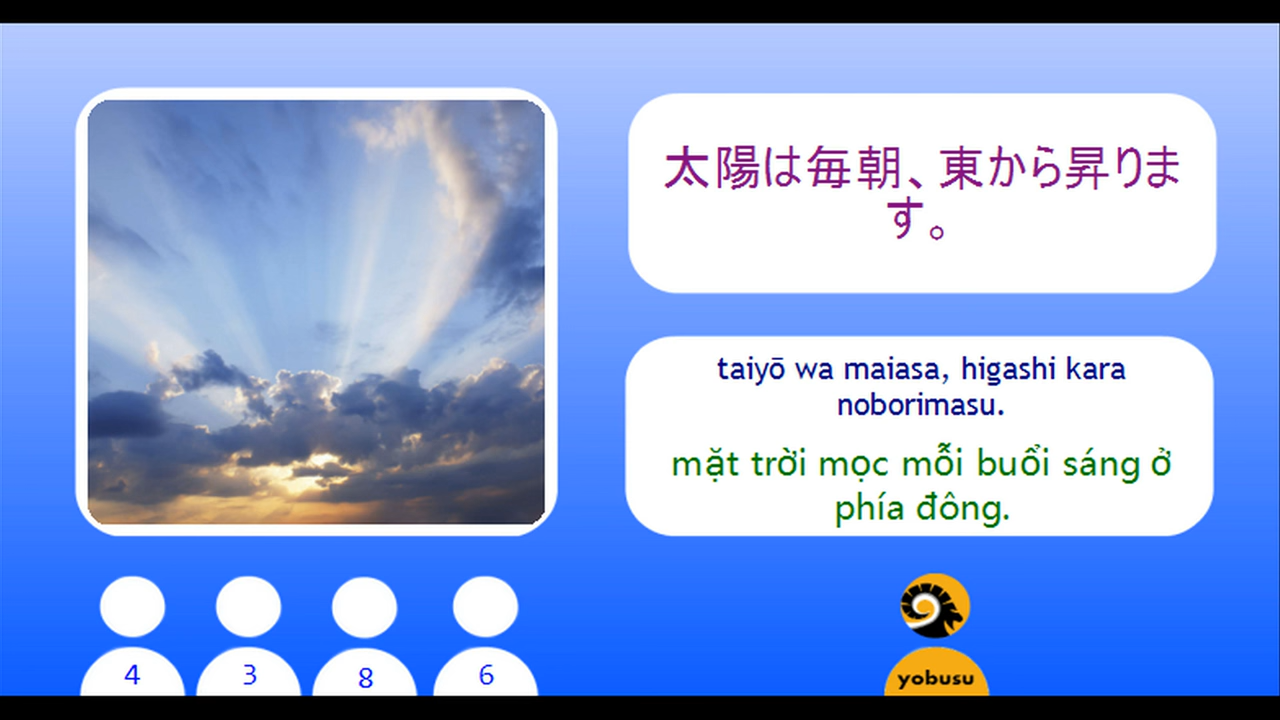 太陽は毎朝、東から昇りま
す。
taiyō wa maiasa, higashi kara
noborimasu.
mặt trời mọc mỗi buổi sáng ở
phía đông.
4 3 8 6
yobusu